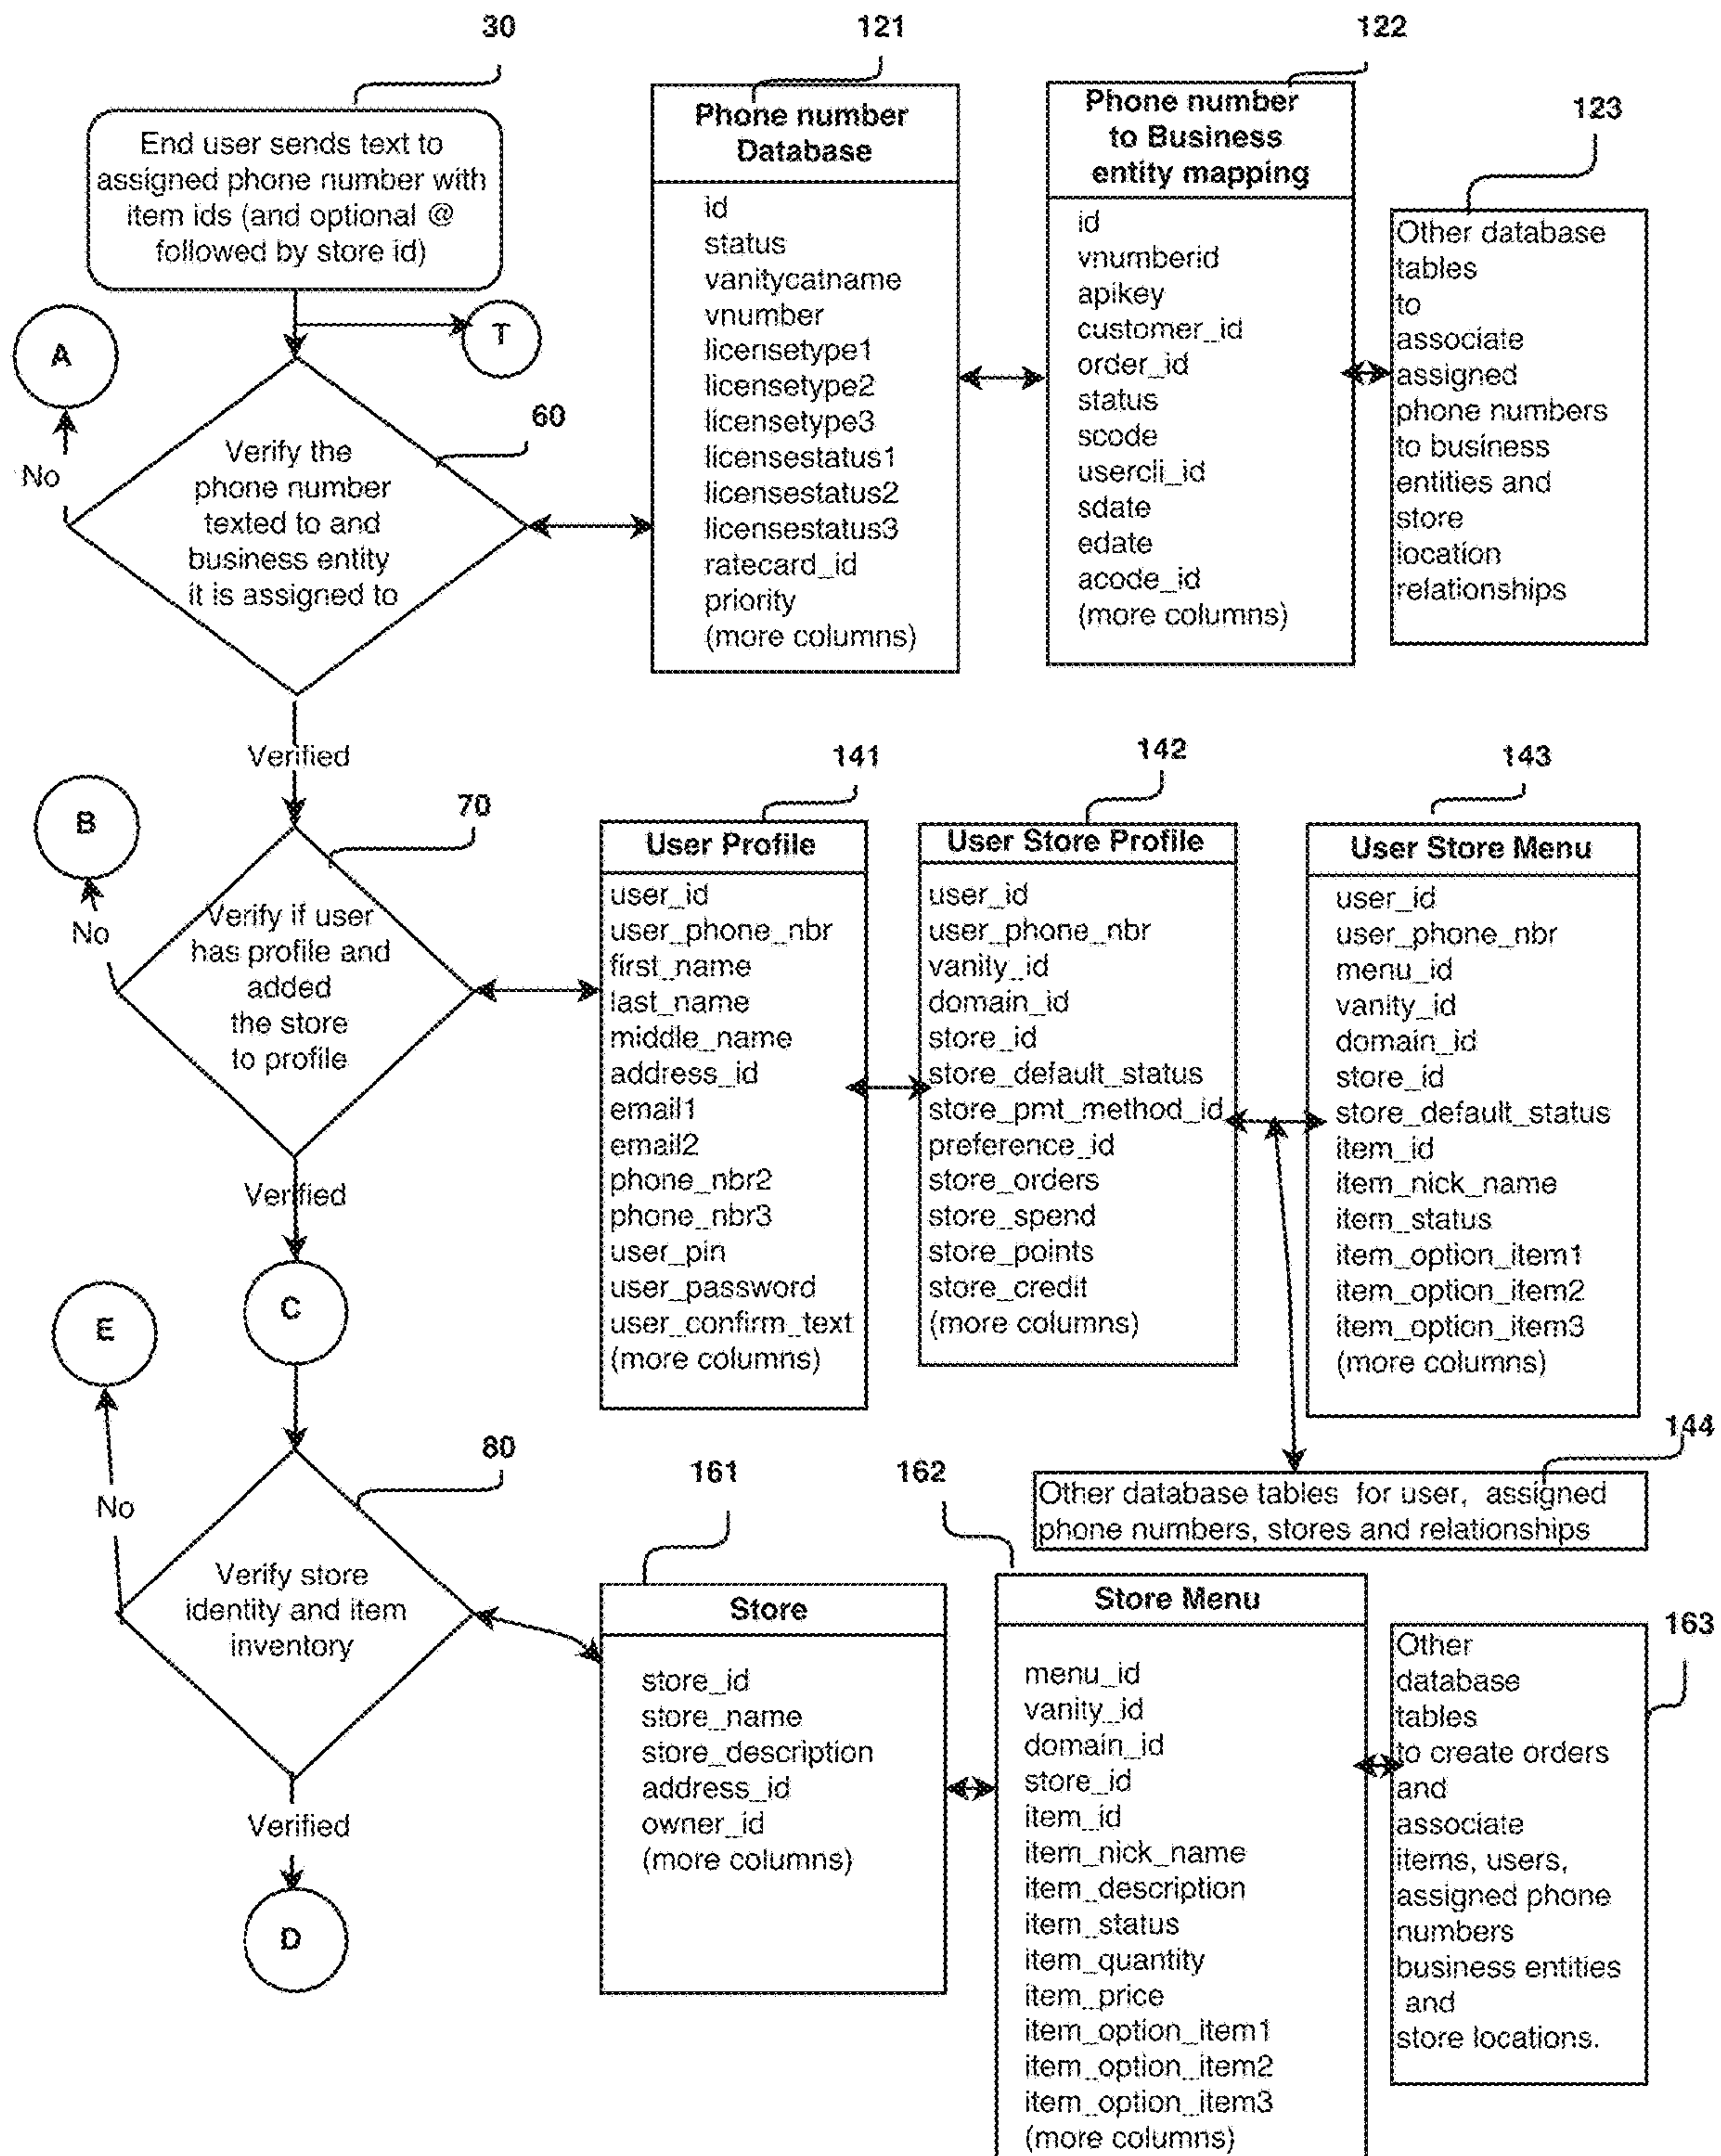 30
121
122
123
End user sends text to
assigned phone number with
item ids (and optional @
followed by store id)
T
A
No
60
Verify the
phone number
texted to and
business entity
it is assigned to
Phone number
Database
id
status
vanitycatname
vnumber
licensetype1
licensetype2
licensetype3
licensestatus1
licensestatus2
licensestatus3
ratecard_id
priority
(more columns)
Phone number
to Business
entity mapping
id
vnumberid
apikey
customer_id
order_id
status
scode
usercli_id
sdate
edate
acode_id
(more columns)
Other database
tables
to
associate
assigned
phone numbers
to business
entities and
store
location
relationships
Verified
141
142
143
B
No
70
Verify if user
has profile and
added
the store
to profile
User Profile
user_id
user_phone_nbr
first_name
last_name
middle_name
address_id
email1
email2
phone_nbr2
phone_nbr3
user_pin
user_password
user_confirm_text
(more columns)
User Store Profile
user_id
user_phone_nbr
vanity_id
domain_id
store_id
store_default_status
store_pmt_method_id
preference_id
store_orders
store_spend
store_points
store_credit
(more columns)
User Store Menu
user_id
user_phone_nbr
menu_id
vanity_id
domain_id
store_id
store_default_status
item_id
item_nick_name
item_status
item_option_item1
item_option_item2
item_option_item3
(more columns)
Verified
C
E
No
80
144
Other database tables for user, assigned
phone numbers, stores and relationships
161
162
163
Verify store
identity and item
inventory
Store
store_id
store_name
store_description
address_id
owner_id
(more columns)
Store Menu
menu_id
vanity_id
domain_id
store_id
item_id
item_nick_name
item_description
item_status
item_quantity
item_price
item_option_item1
item_option_item2
item_option_item3
(more columns)
Other
database
tables
to create orders
and
associate
items, users,
assigned phone
numbers
business entities
and
store locations.
Verified
D